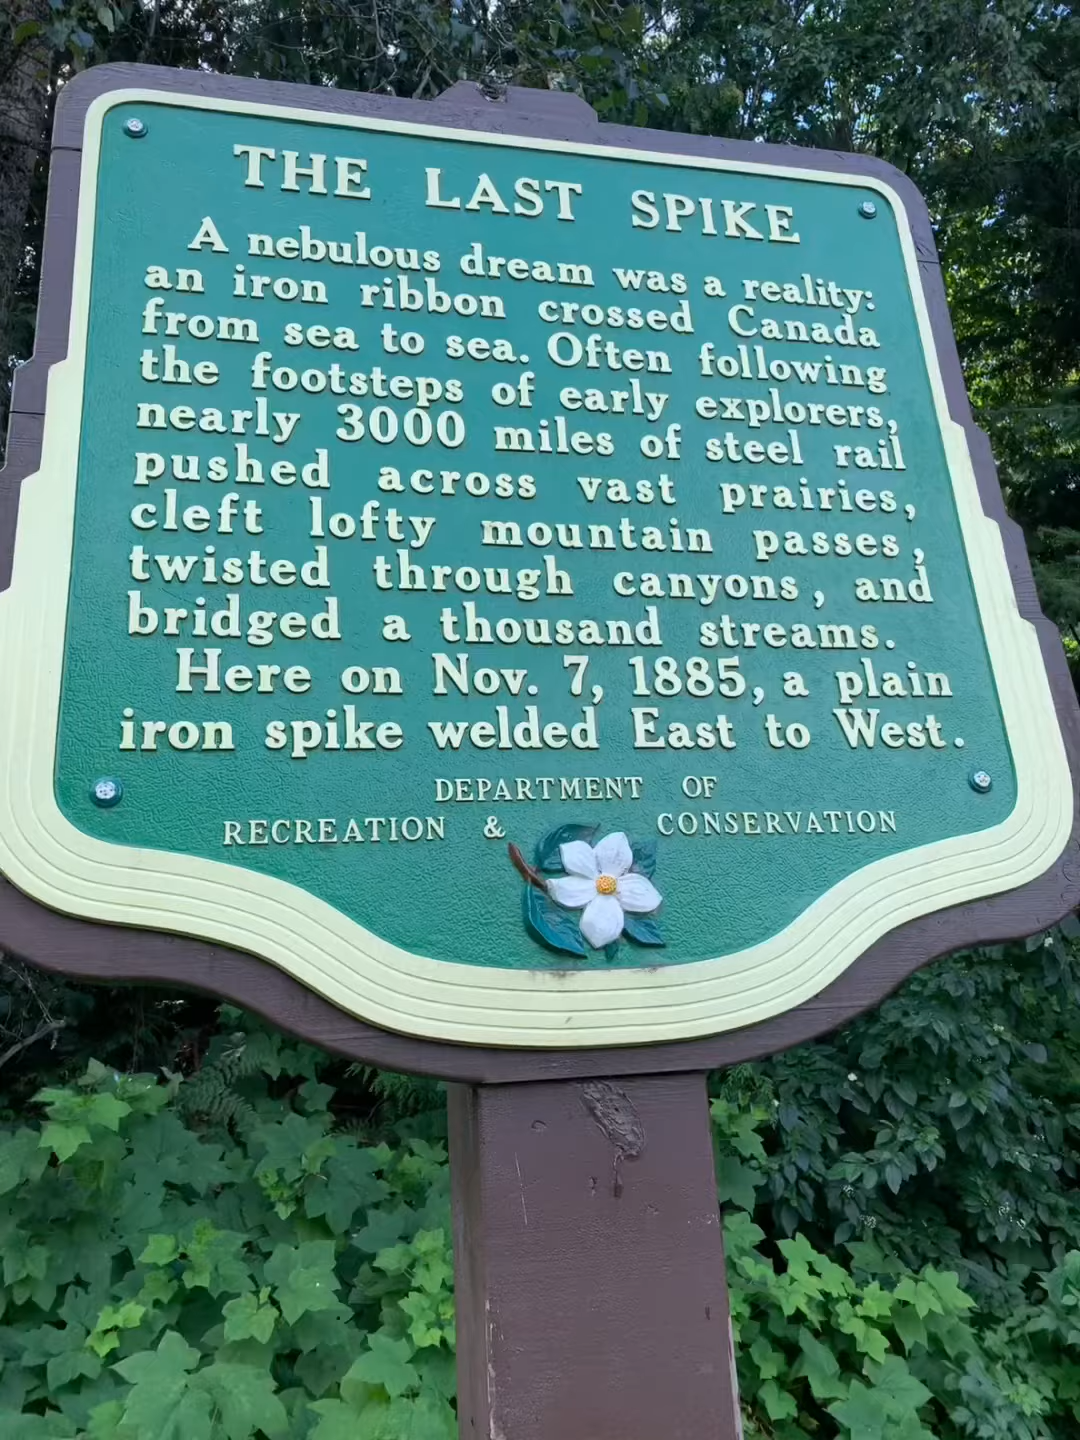 THE LAST SPIKE
A nebulous dream was a reality:
an iron ribbon crossed Canada
from sea to sea. Often following
the footsteps of early explorers,
nearly 3000 miles of steel rail
pushed across vast prairies,
cleft lofty mountain passes,
twisted through canyons, and
bridged a thousand streams.
Here on Nov. 7, 1885, a plain
iron spike welded East to West.
DEPARTMENT OF
RECREATION & CONSERVATION